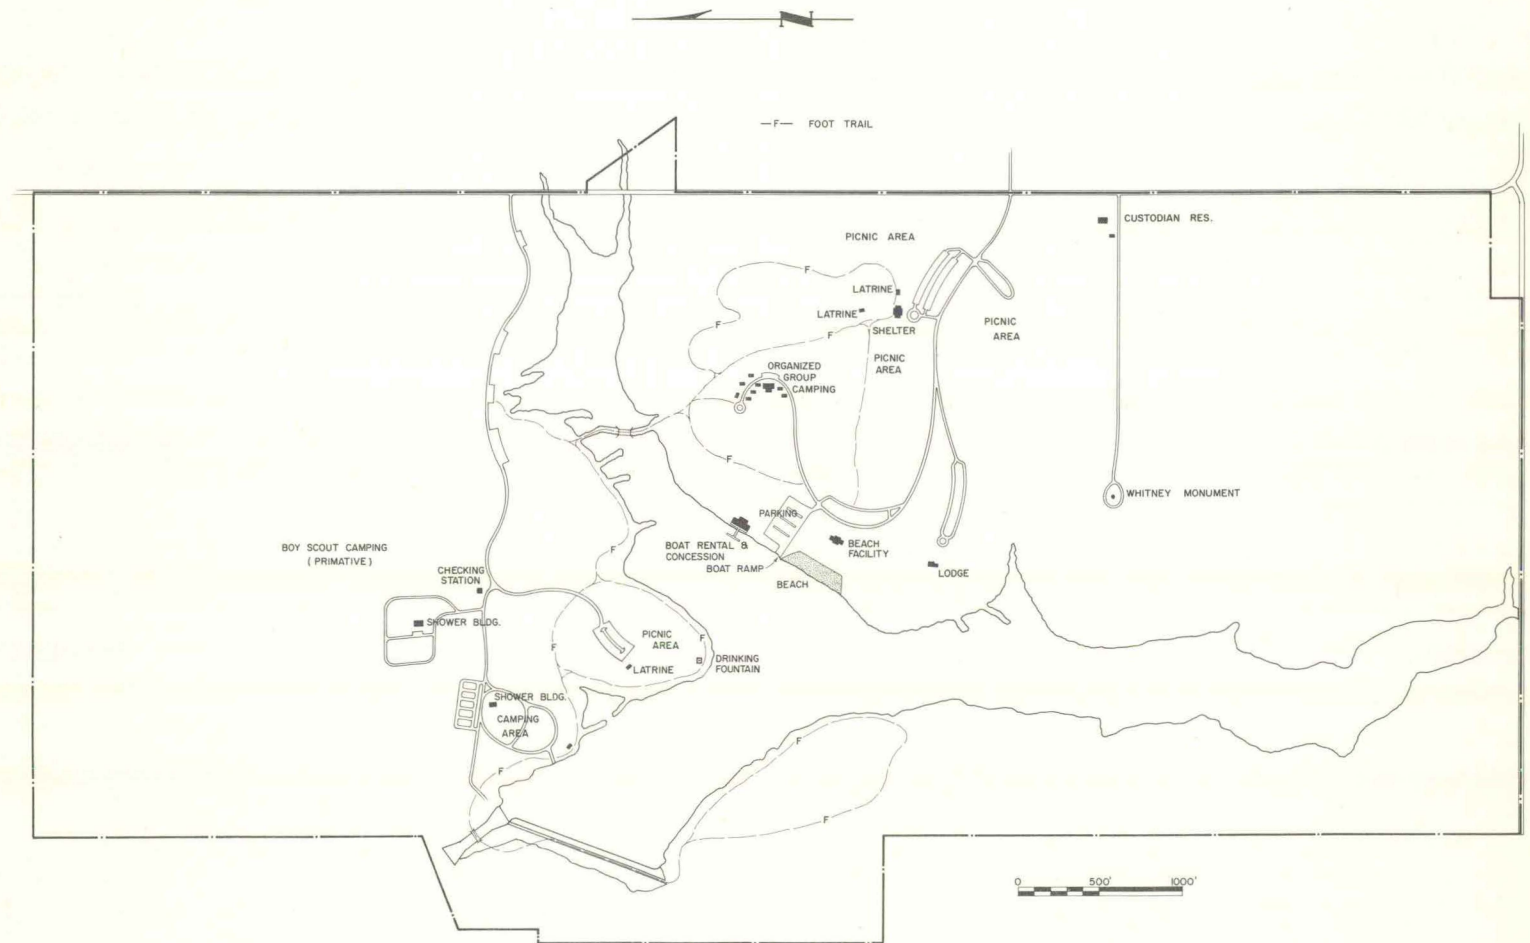 N
—F— FOOT TRAIL
CUSTODIAN RES.
PICNIC AREA
F
LATRINE
LATRINE
F
F
SHELTER
PICNIC
AREA
PICNIC
AREA
ORGANIZED
GROUP
CAMPING
F
WHITNEY MONUMENT
PARKING
BOAT RENTAL &
CONCESSION
BEACH
FACILITY
BOAT RAMP
LODGE
BEACH
BOY SCOUT CAMPING
( PRIMATIVE )
F
CHECKING
STATION
SHOWER BLDG.
PICNIC
AREA
F
F
LATRINE
DRINKING
FOUNTAIN
SHOWER BLDG.
CAMPING
AREA
F
F
F
0 500' 1000'